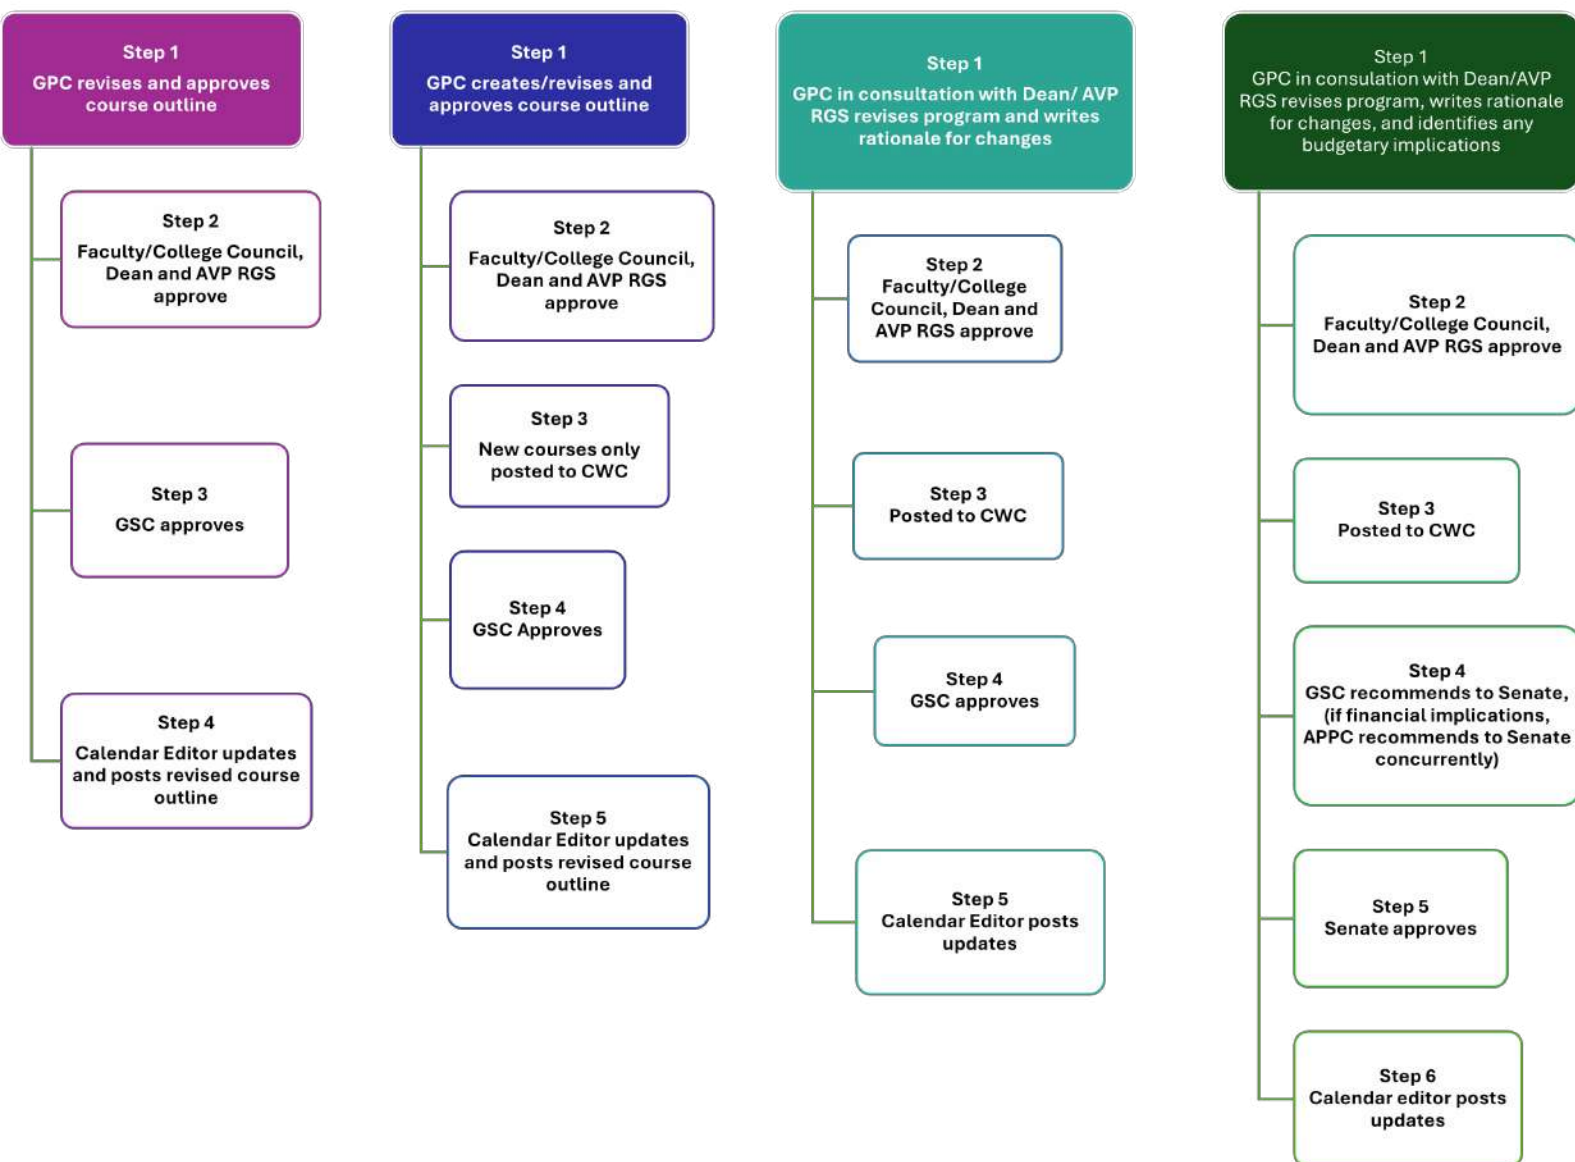 Step 1
GPC revises and approves
course outline
Step 2
Faculty/College Council,
Dean and AVP RGS
approve
Step 3
GSC approves
Step 4
Calendar Editor updates
and posts revised course
outline
Step 1
GPC creates/revises and
approves course outline
Step 2
Faculty/College Council,
Dean and AVP RGS
approve
Step 3
New courses only
posted to CWC
Step 4
GSC Approves
Step 5
Calendar Editor updates
and posts revised course
outline
Step 1
GPC in consultation with Dean/ AVP
RGS revises program and writes
rationale for changes
Step 2
Faculty/College
Council, Dean and
AVP RGS approve
Step 3
Posted to CWC
Step 4
GSC approves
Step 5
Calendar Editor posts
updates
Step 1
GPC in consulation with Dean/AVP
RGS revises program, writes rationale
for changes, and identifies any
budgetary implications
Step 2
Faculty/College Council,
Dean and AVP RGS approve
Step 3
Posted to CWC
Step 4
GSC recommends to Senate,
(if financial implications,
APPC recommends to Senate
concurrently)
Step 5
Senate approves
Step 6
Calendar editor posts
updates